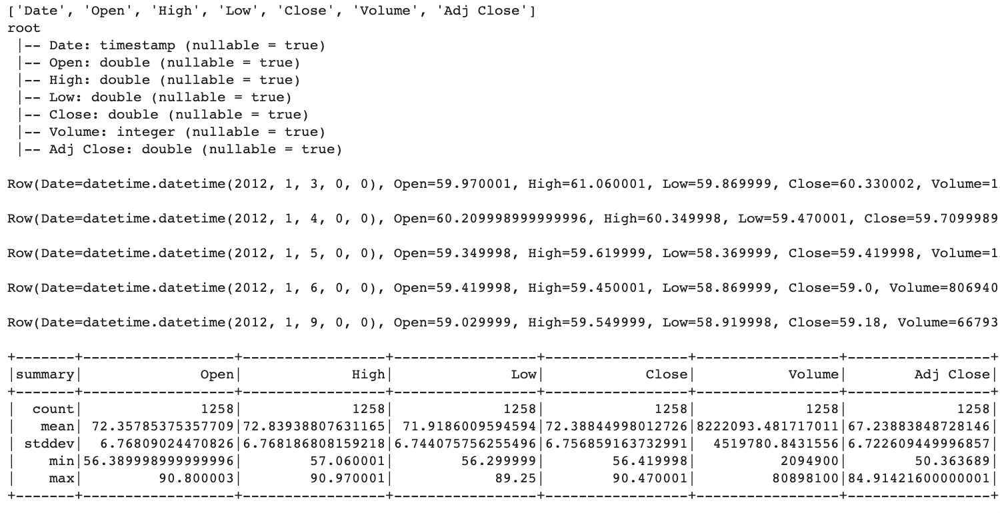 ['Date', 'Open', 'High', 'Low', 'Close', 'Volume', 'Adj Close']
root
 |-- Date: timestamp (nullable = true)
 |-- Open: double (nullable = true)
 |-- High: double (nullable = true)
 |-- Low: double (nullable = true)
 |-- Close: double (nullable = true)
 |-- Volume: integer (nullable = true)
 |-- Adj Close: double (nullable = true)
Row(Date=datetime.datetime(2012, 1, 3, 0, 0), Open=59.970001, High=61.060001, Low=59.869999, Close=60.330002, Volume=1
Row(Date=datetime.datetime(2012, 1, 4, 0, 0), Open=60.209998999999996, High=60.349998, Low=59.470001, Close=59.7099989
Row(Date=datetime.datetime(2012, 1, 5, 0, 0), Open=59.349998, High=59.619999, Low=58.369999, Close=59.419998, Volume=1
Row(Date=datetime.datetime(2012, 1, 6, 0, 0), Open=59.419998, High=59.450001, Low=58.869999, Close=59.0, Volume=806940
Row(Date=datetime.datetime(2012, 1, 9, 0, 0), Open=59.029999, High=59.549999, Low=58.919998, Close=59.18, Volume=66793
+-------+------------------+-----------------+----------------+-----------------+-----------------+-----------------+
|summary|              Open|             High|             Low|            Close|           Volume|        Adj Close|
+-------+------------------+-----------------+----------------+-----------------+-----------------+-----------------+
|  count|              1258|             1258|            1258|             1258|             1258|             1258|
|   mean| 72.35785375357709|72.83938807631165| 71.9186009594594|72.38844998012726|8222093.481717011|67.23883848728146|
| stddev|  6.76809024470826|6.768186808159218|6.744075756255496|6.756859163732991|  4519780.8431556|6.722609449996857|
|    min|56.389998999999996|        57.060001|       56.299999|        56.419998|          2094900|        50.363689|
|    max|         90.800003|        90.970001|           89.25|        90.470001|         80898100|84.91421600000001|
+-------+------------------+-----------------+----------------+-----------------+-----------------+-----------------+